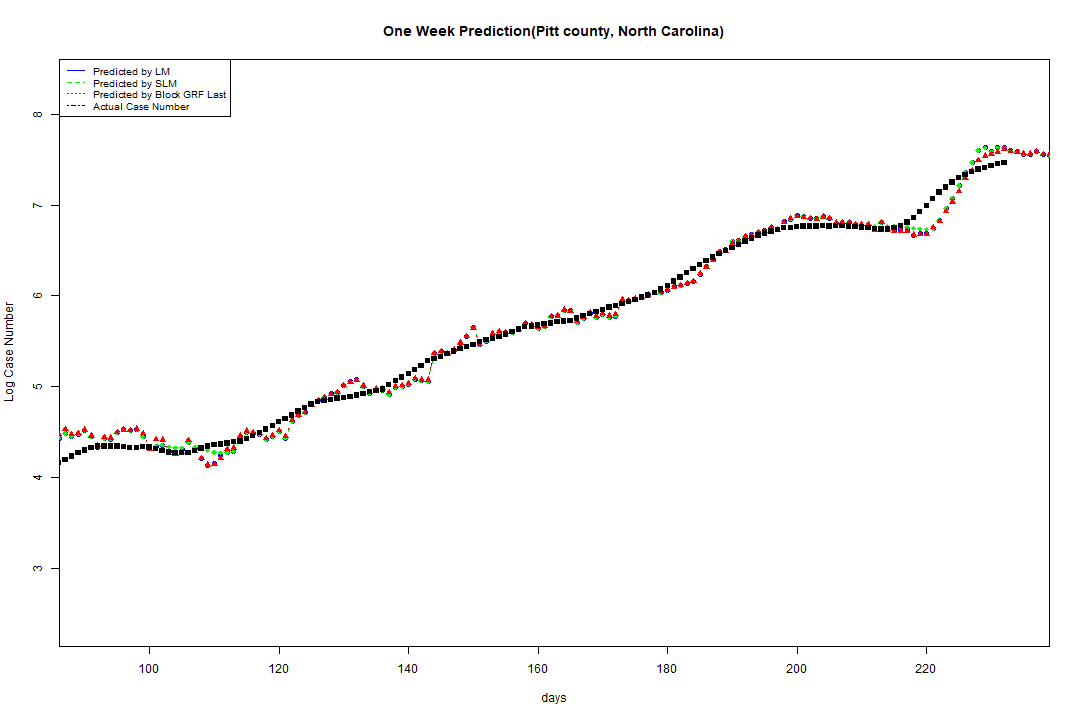 One Week Prediction(Pitt county, North Carolina)
Predicted by LM
Predicted by SLM
Predicted by Block GRF Last
Actual Case Number
8
7
6
5
4
3
Log Case Number
100 120 140 160 180 200 220
days